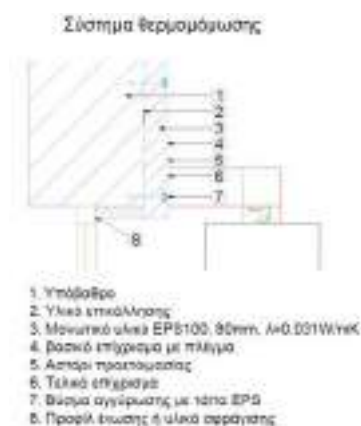 Σύστημα θερμομόμωσης
1
2
3
4
5
6
7
8
1. Υπόβαθρο
2. Υλικό επικόλλησης
3. Μονωτικό υλικό EPS100, 80mm, λ=0.031W/mK
4. βασικό επίχρισμα με πλέγμα
5. Αστάρι προετοιμασίας
6. Τελικό επίχρισμα
7. Βύσμα αγκύρωσης με τάπα EPS
8. Προφίλ ένωσης ή υλικό σφράγισης